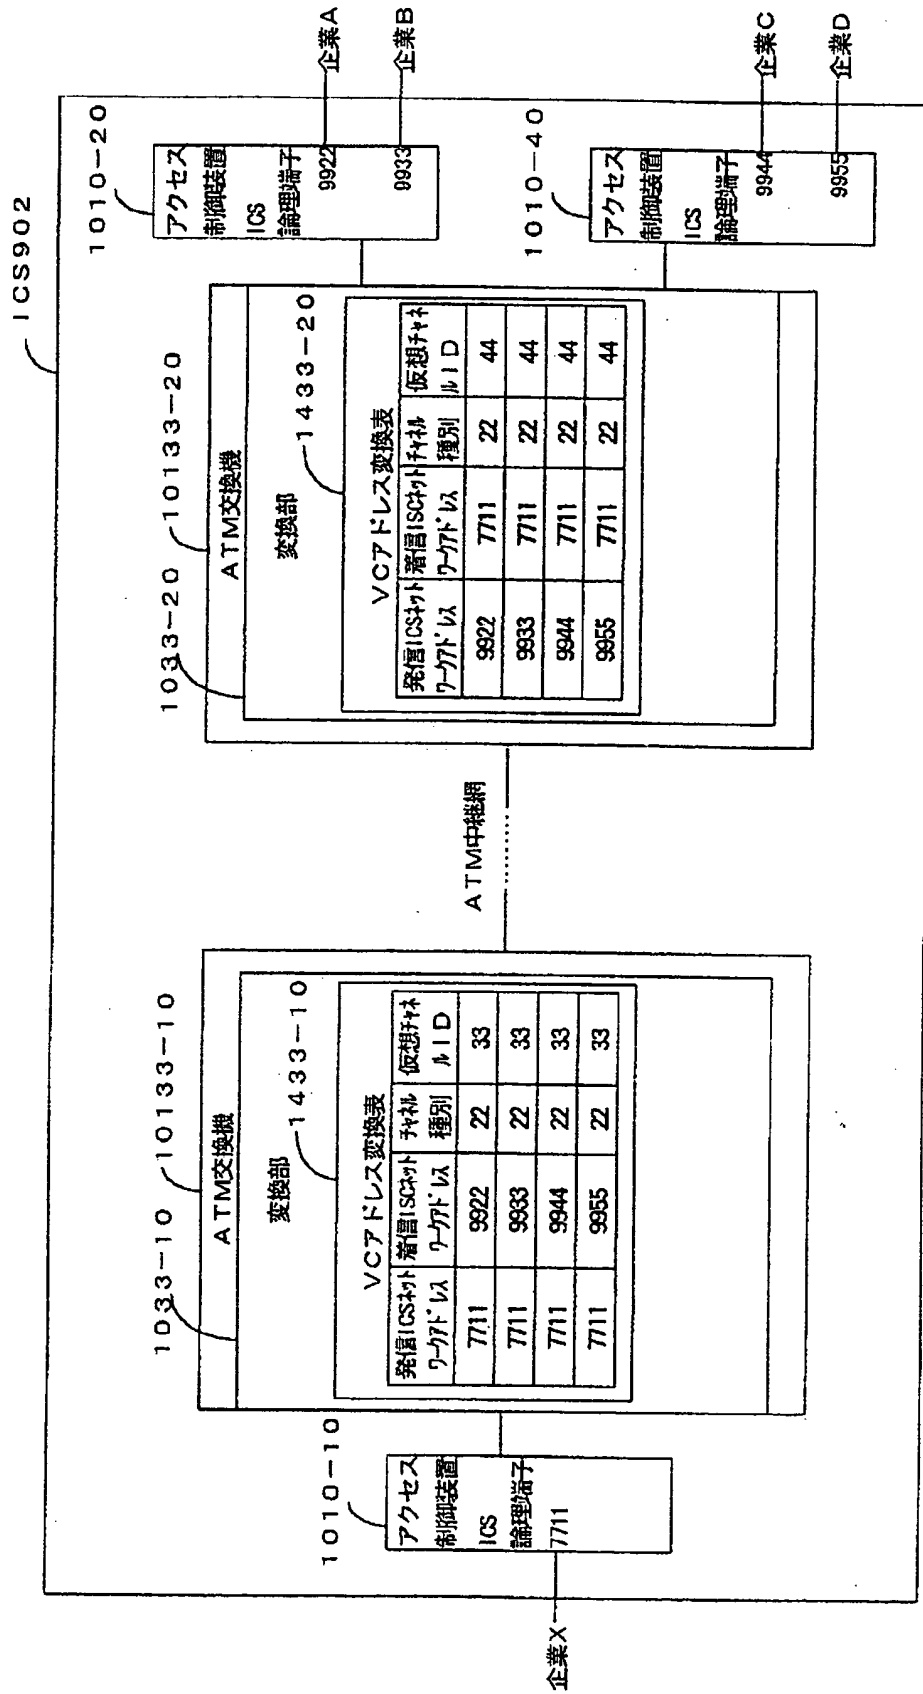 ICS902
1010-10
アクセス
制御装置
ICS
論理端子
7711
企業X
1033-10
10133-10
ATM交換機
変換部
1433-10
VCアドレス変換表
発信ICSネット 着信ISCネット チャネル 仮想チャネ
ワークアドレス ワークアドレス 種別 ルID
7711 9922 22 33
7711 9933 22 33
7711 9944 22 33
7711 9955 22 33
ATM中継網
1033-20
10133-20
ATM交換機
変換部
1433-20
VCアドレス変換表
発信ICSネット 着信ISCネット チャネル 仮想チャネ
ワークアドレス ワークアドレス 種別 ルID
9922 7711 22 44
9933 7711 22 44
9944 7711 22 44
9955 7711 22 44
1010-20
アクセス
制御装置
ICS
論理端子
9922
9933
企業A
企業B
1010-40
アクセス
制御装置
ICS
論理端子
9944
9955
企業C
企業D